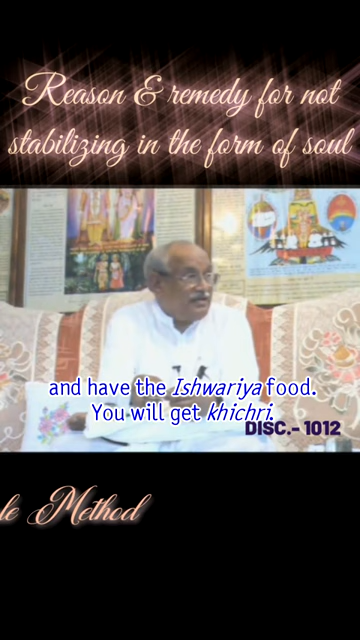 Reason & remedy for not
stabilizing in the form of soul
and have the Ishwariya food.
You will get khichri.
DISC.- 1012
le Method